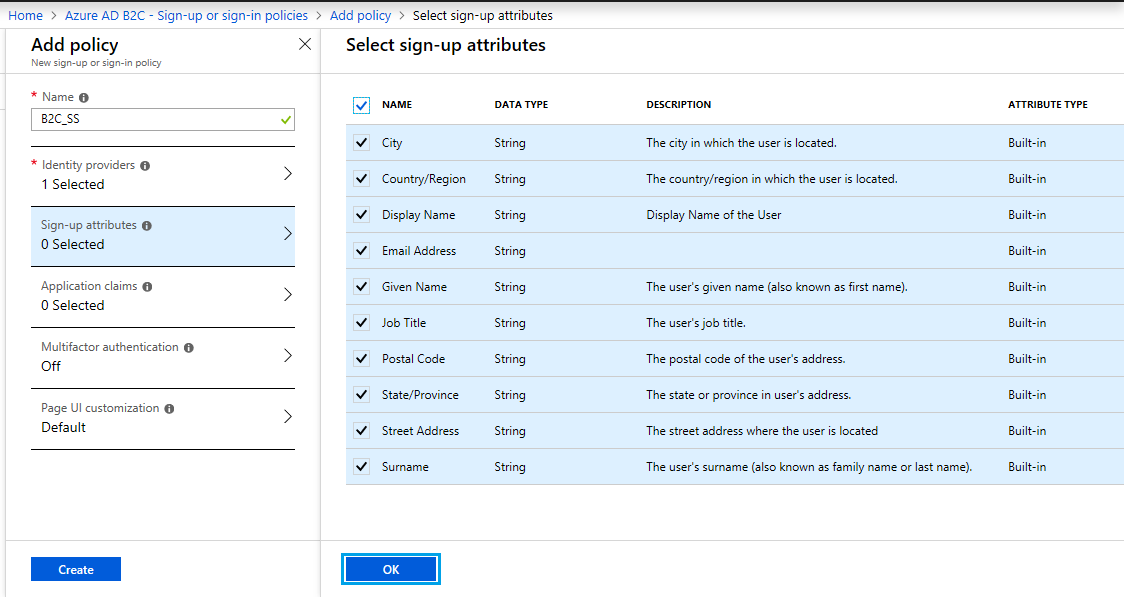 Home > Azure AD B2C - Sign-up or sign-in policies > Add policy > Select sign-up attributes
Add policy
New sign-up or sign-in policy
* Name
B2C_SS
* Identity providers
1 Selected
Sign-up attributes
0 Selected
Application claims
0 Selected
Multifactor authentication
Off
Page UI customization
Default
Create
Select sign-up attributes
NAME DATA TYPE DESCRIPTION ATTRIBUTE TYPE
City String The city in which the user is located. Built-in
Country/Region String The country/region in which the user is located. Built-in
Display Name String Display Name of the User Built-in
Email Address String Built-in
Given Name String The user's given name (also known as first name). Built-in
Job Title String The user's job title. Built-in
Postal Code String The postal code of the user's address. Built-in
State/Province String The state or province in user's address. Built-in
Street Address String The street address where the user is located Built-in
Surname String The user's surname (also known as family name or last name). Built-in
OK